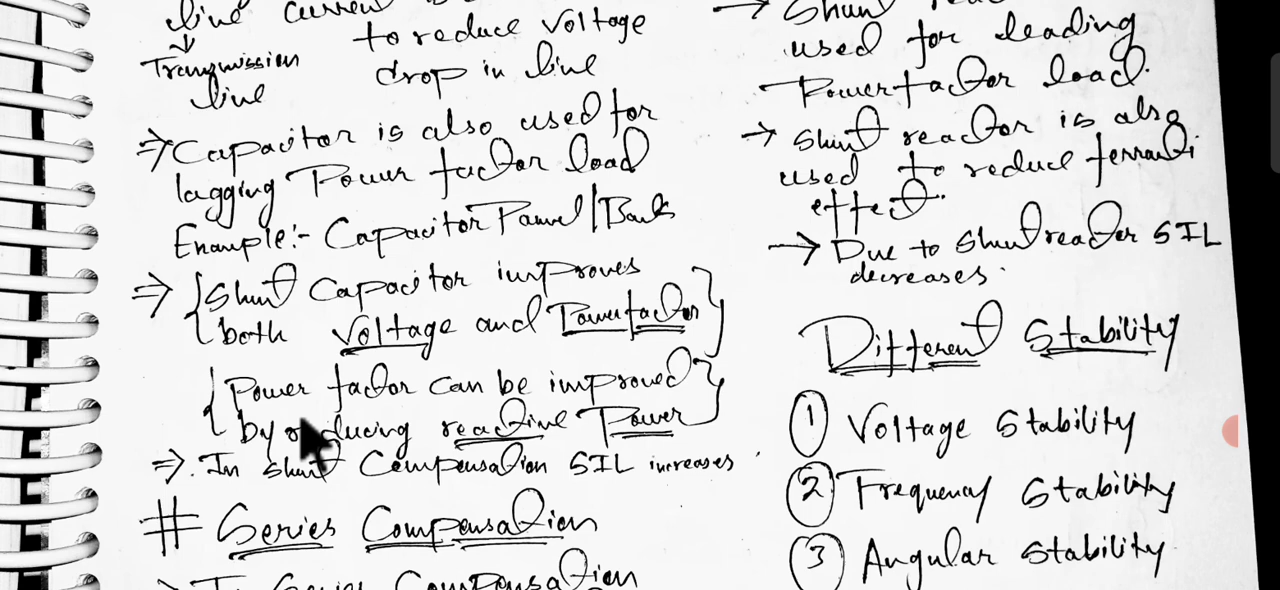 line current
to reduce Voltage
Transmission
drop in line
line
⇒ Capacitor is also used for
lagging Power factor load
Example:- Capacitor Pannel/Bank
⇒ {Shunt Capacitor improves
both Voltage and Powerfactor}
{Power factor can be improved
by reducing reactive Power}
⇒. In shunt Compensation SIL increases.
# Series Compensation
Compensation
→ Shunt
used for leading
Powerfactor load.
→ Shunt reactor is also
used to reduce ferranti
effect.
→ Due to Shunt reactor SIL
decreases.
Different Stability
① Voltage Stability
② Frequency Stability
③ Angular Stability